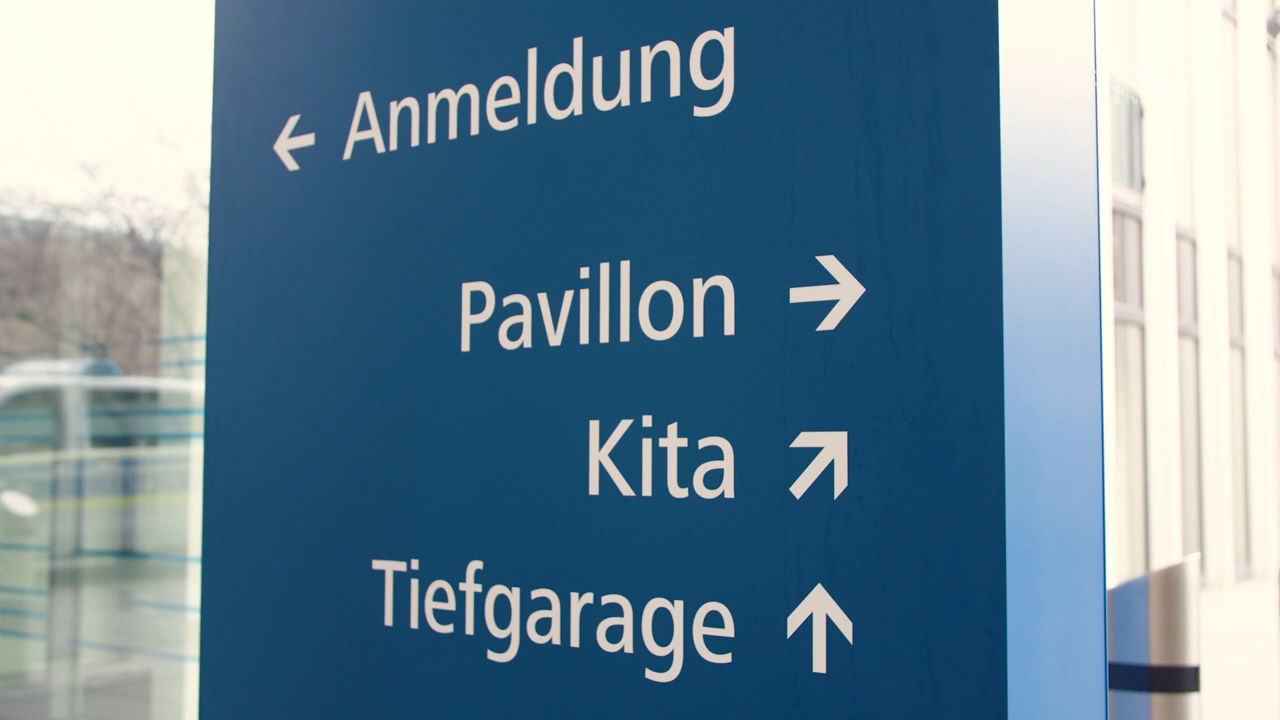 ← Anmeldung
Pavillon →
Kita ↗
Tiefgarage ↑